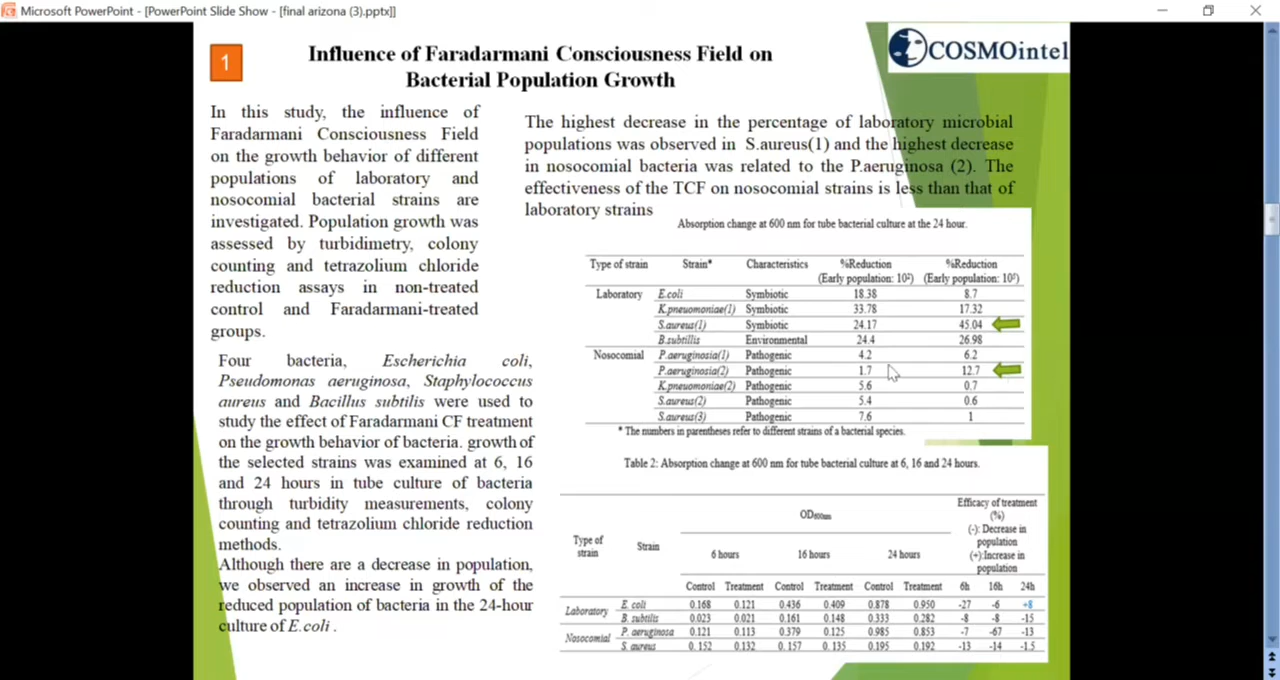 Microsoft PowerPoint - [PowerPoint Slide Show - [final arizona (3).pptx]]
1
Influence of Faradarmani Consciousness Field on
Bacterial Population Growth
COSMOintel
In this study, the influence of
Faradarmani Consciousness Field
on the growth behavior of different
populations of laboratory and
nosocomial bacterial strains are
investigated. Population growth was
assessed by turbidimetry, colony
counting and tetrazolium chloride
reduction assays in non-treated
control and Faradarmani-treated
groups.
Four bacteria, Escherichia coli,
Pseudomonas aeruginosa, Staphylococcus
aureus and Bacillus subtilis were used to
study the effect of Faradarmani CF treatment
on the growth behavior of bacteria. growth of
the selected strains was examined at 6, 16
and 24 hours in tube culture of bacteria
through turbidity measurements, colony
counting and tetrazolium chloride reduction
methods.
Although there are a decrease in population,
we observed an increase in growth of the
reduced population of bacteria in the 24-hour
culture of E.coli .
The highest decrease in the percentage of laboratory microbial
populations was observed in S.aureus(1) and the highest decrease
in nosocomial bacteria was related to the P.aeruginosa (2). The
effectiveness of the TCF on nosocomial strains is less than that of
laboratory strains
Absorption change at 600 nm for tube bacterial culture at the 24 hour.
Type of strain Strain* Characteristics %Reduction %Reduction
(Early population: 10²) (Early population: 10⁵)
Laboratory E.coli Symbiotic 18.38 8.7
K.pneumoniae(1) Symbiotic 33.78 17.32
S.aureus(1) Symbiotic 24.17 45.04
B.subtillis Environmental 24.4 26.98
Nosocomial P.aeruginosia(1) Pathogenic 4.2 6.2
P.aeruginosia(2) Pathogenic 1.7 12.7
K.pneumoniae(2) Pathogenic 5.6 0.7
S.aureus(2) Pathogenic 5.4 0.6
S.aureus(3) Pathogenic 7.6 1
* The numbers in parentheses refer to different strains of a bacterial species.
Table 2: Absorption change at 600 nm for tube bacterial culture at 6, 16 and 24 hours.
Type of strain Strain OD600nm Efficacy of treatment
(%)
(-): Decrease in
population
(+):Increase in
population
6 hours 16 hours 24 hours
Control Treatment Control Treatment Control Treatment 6h 16h 24h
Laboratory E. coli 0.168 0.121 0.436 0.409 0.878 0.950 -27 -6 +8
B. subtilis 0.023 0.021 0.161 0.148 0.333 0.282 -8 -8 -15
Nosocomial P. aeruginosa 0.121 0.113 0.379 0.125 0.985 0.853 -7 -67 -13
S. aureus 0.152 0.132 0.157 0.135 0.195 0.192 -13 -14 -1.5